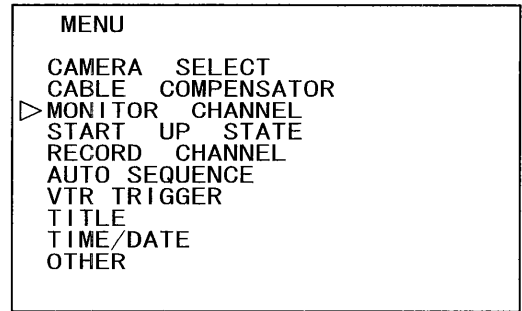 MENU
CAMERA SELECT
CABLE COMPENSATOR
▷MONITOR CHANNEL
START UP STATE
RECORD CHANNEL
AUTO SEQUENCE
VTR TRIGGER
TITLE
TIME/DATE
OTHER